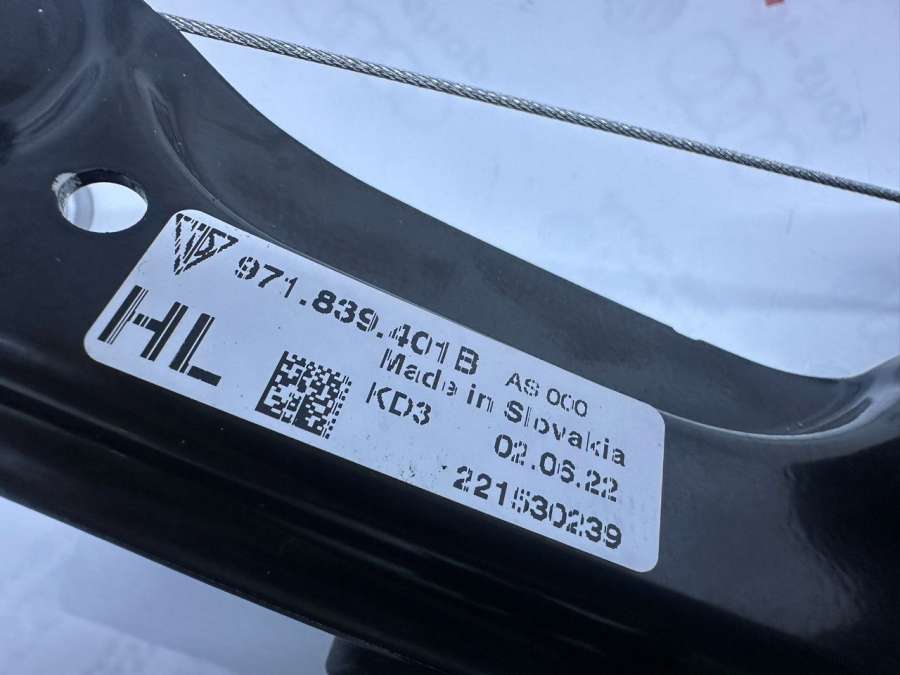 971.839.401 B AS 000
Made in Slovakia
HL
KD3 02.06.22
221530239